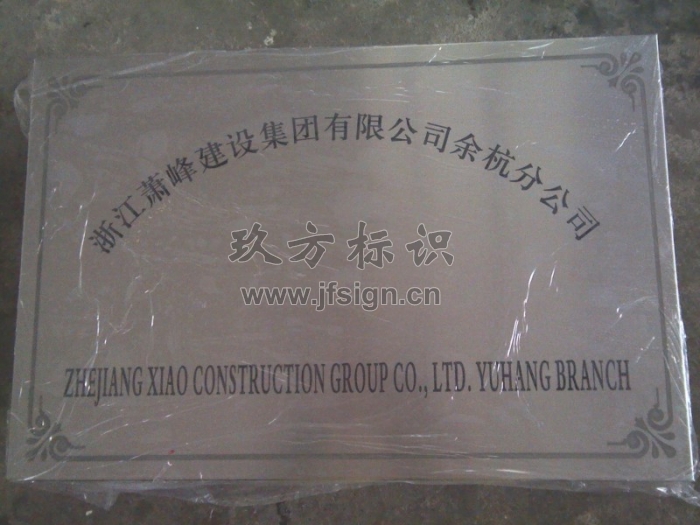 浙江萧峰建设集团有限公司余杭分公司
玖方标识
www.jfsign.cn
ZHEJIANG XIAO CONSTRUCTION GROUP CO., LTD. YUHANG BRANCH